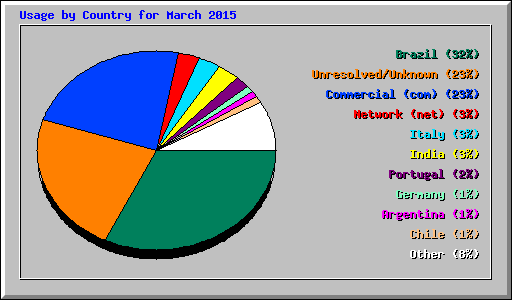 Usage by Country for March 2015
Brazil (32%)
Unresolved/Unknown (23%)
Commercial (com) (23%)
Network (net) (3%)
Italy (3%)
India (3%)
Portugal (2%)
Germany (1%)
Argentina (1%)
Chile (1%)
Other (8%)